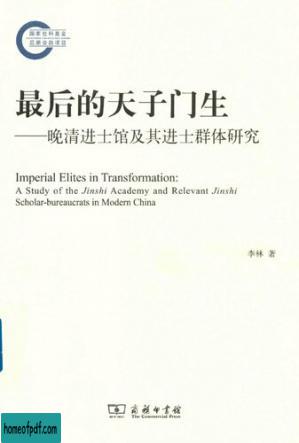 国家社科基金
后期资助项目
最后的天子门生
——晚清进士馆及其进士群体研究
Imperial Elites in Transformation:
A Study of the Jinshi Academy and Relevant Jinshi
Scholar-bureaucrats in Modern China
李林 著
商務印書館
The Commercial Press
homeofpdf.com